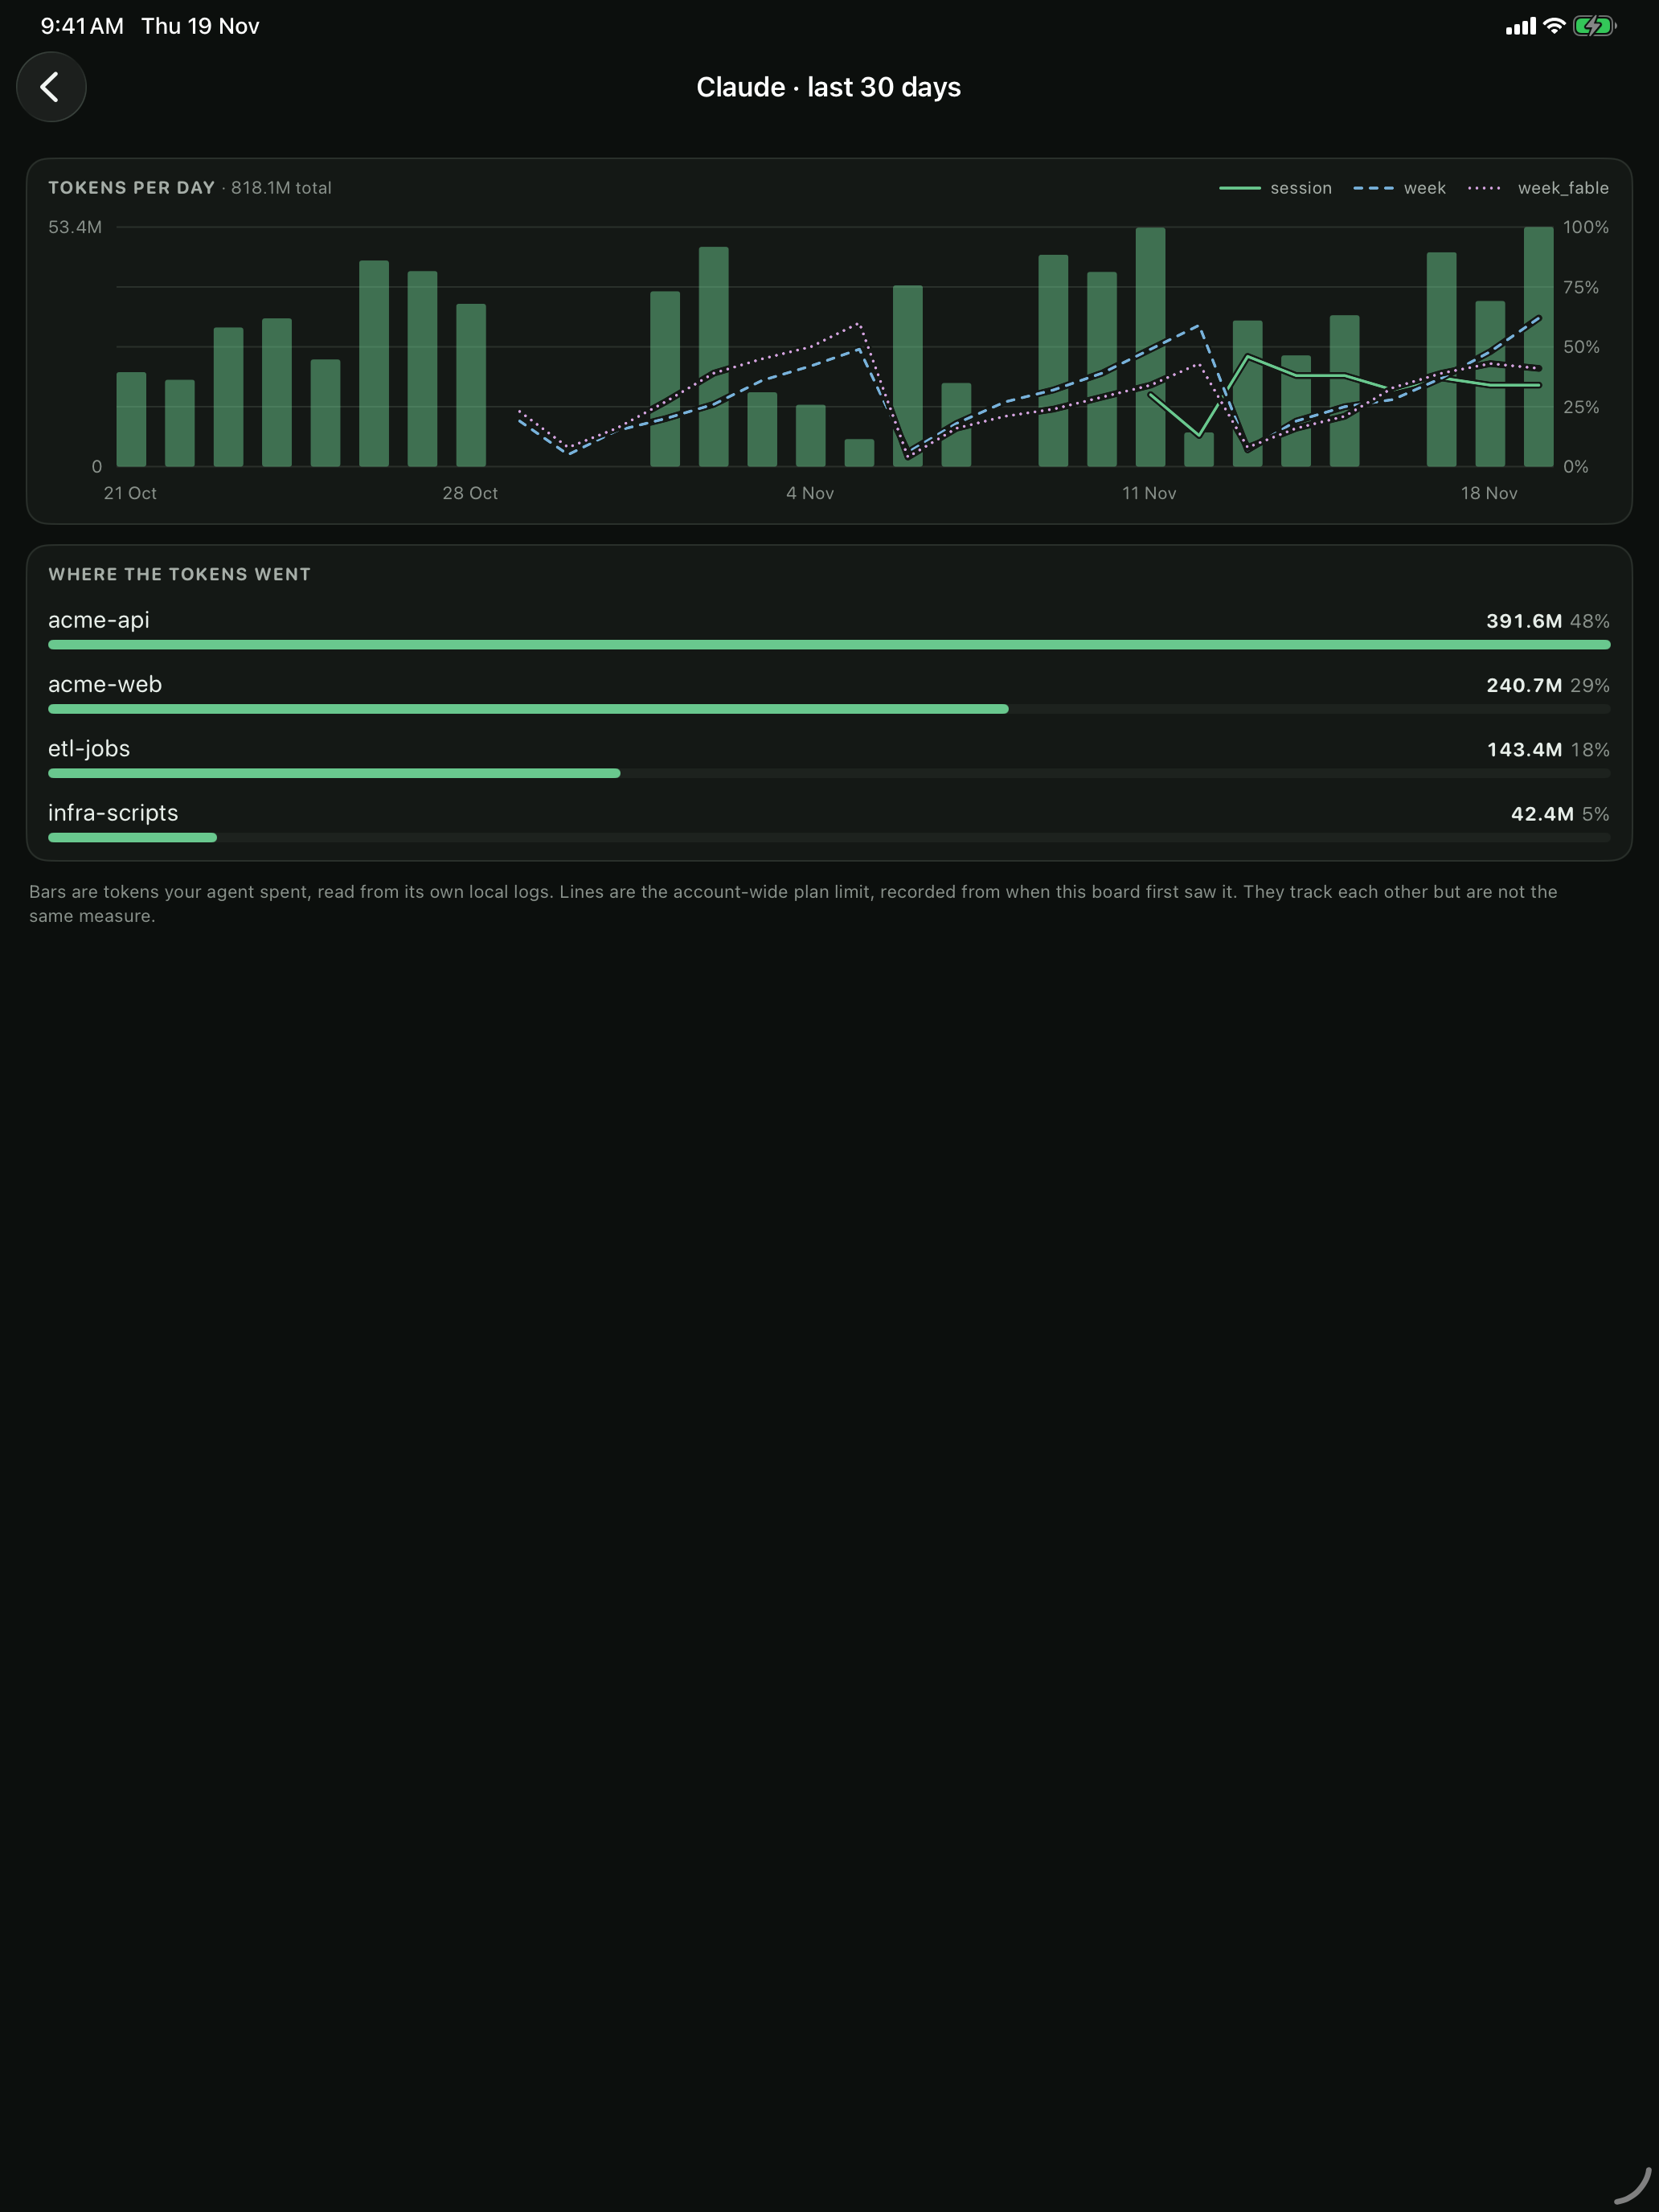 9:41 AM Thu 19 Nov
Claude · last 30 days
TOKENS PER DAY · 818.1M total
session
week
week_fable
53.4M
100%
75%
50%
25%
0
0%
21 Oct
28 Oct
4 Nov
11 Nov
18 Nov
WHERE THE TOKENS WENT
acme-api
391.6M 48%
acme-web
240.7M 29%
etl-jobs
143.4M 18%
infra-scripts
42.4M 5%
Bars are tokens your agent spent, read from its own local logs. Lines are the account-wide plan limit, recorded from when this board first saw it. They track each other but are not the
same measure.